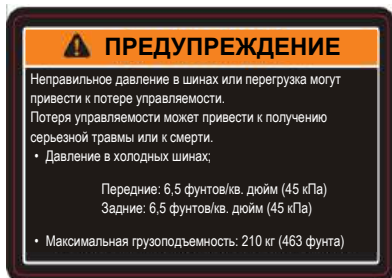 ПРЕДУПРЕЖДЕНИЕ
Неправильное давление в шинах или перегрузка могут
привести к потере управляемости.
Потеря управляемости может привести к получению
серьезной травмы или к смерти.
• Давление в холодных шинах;
Передние: 6,5 фунтов/кв. дюйм (45 кПа)
Задние: 6,5 фунтов/кв. дюйм (45 кПа)
• Максимальная грузоподъемность: 210 кг (463 фунта)